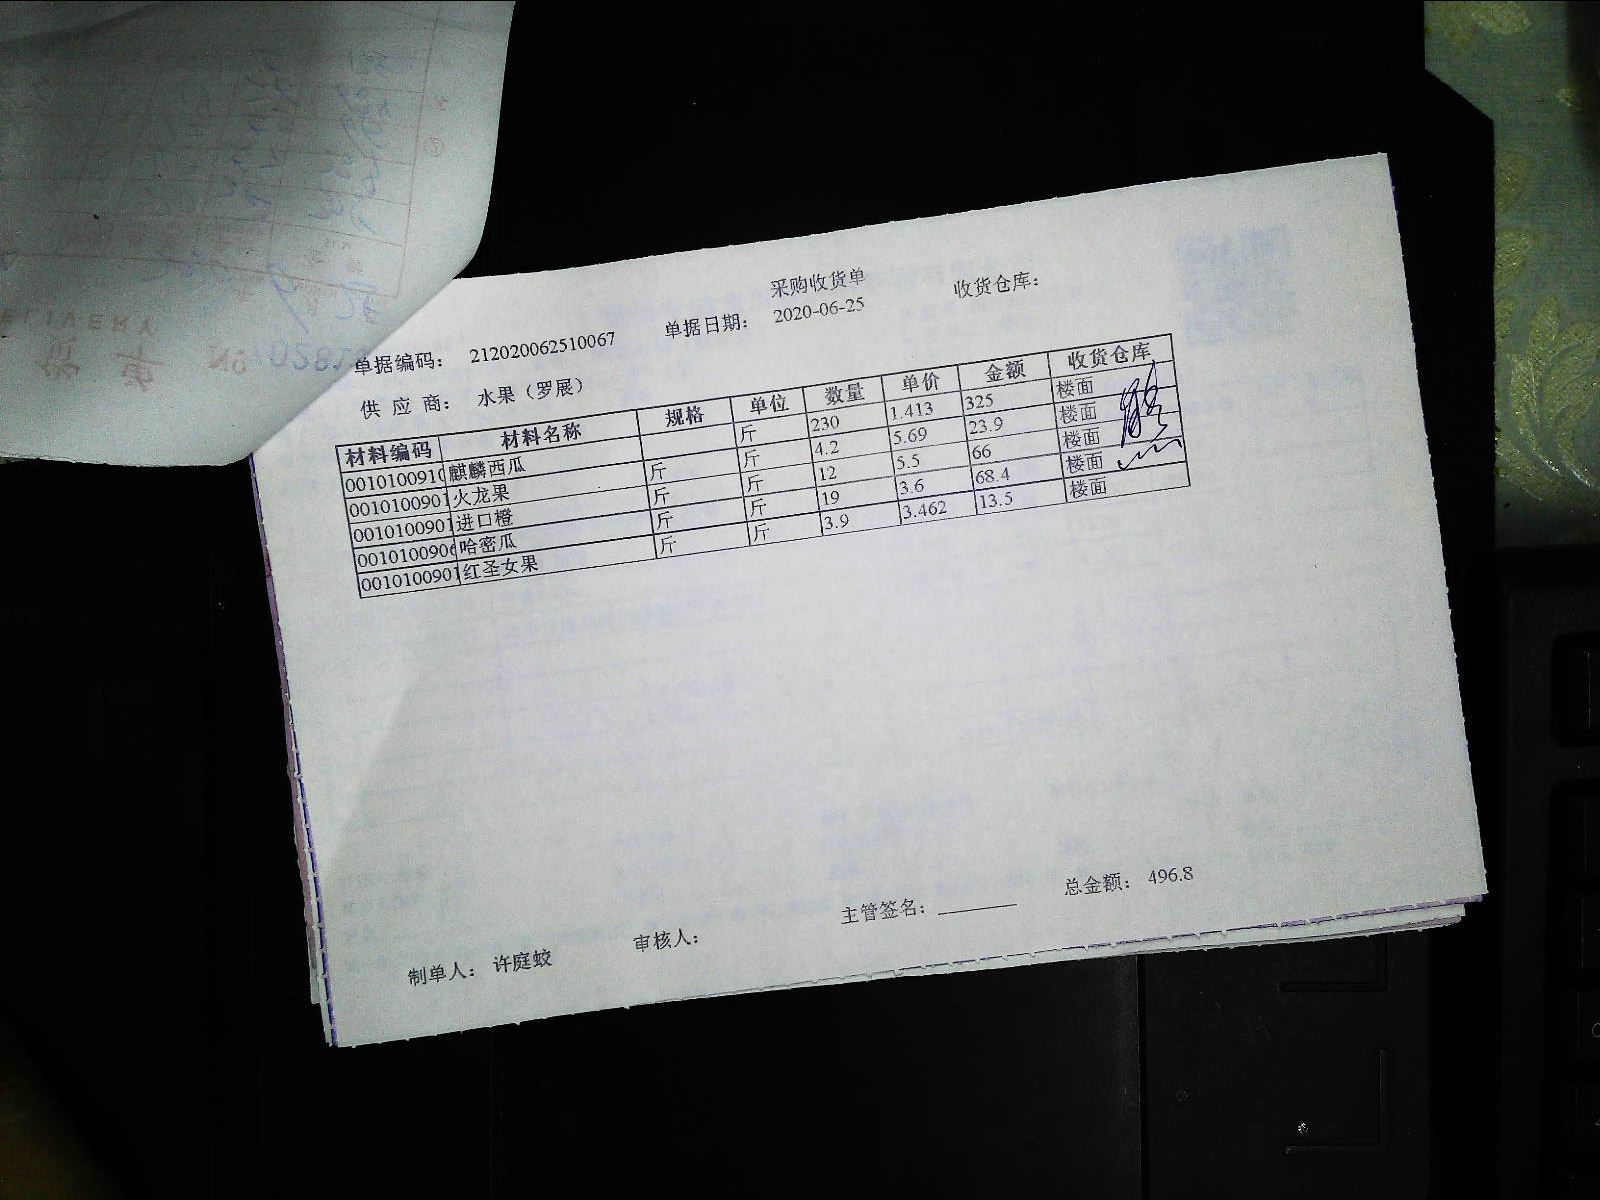 采购收货单
单据编码： 212020062510067 单据日期： 2020-06-25 收货仓库：
供 应 商： 水果（罗展）
材料编码 材料名称 规格 单位 数量 单价 金额 收货仓库
0010100910 麒麟西瓜 斤 230 1.413 325 楼面
0010100901 火龙果 斤 斤 4.2 5.69 23.9 楼面
0010100901 进口橙 斤 斤 12 5.5 66 楼面
0010100906 哈密瓜 斤 斤 19 3.6 68.4 楼面
0010100901 红圣女果 斤 斤 3.9 3.462 13.5 楼面
制单人： 许庭蛟 审核人： 主管签名： 总金额： 496.8